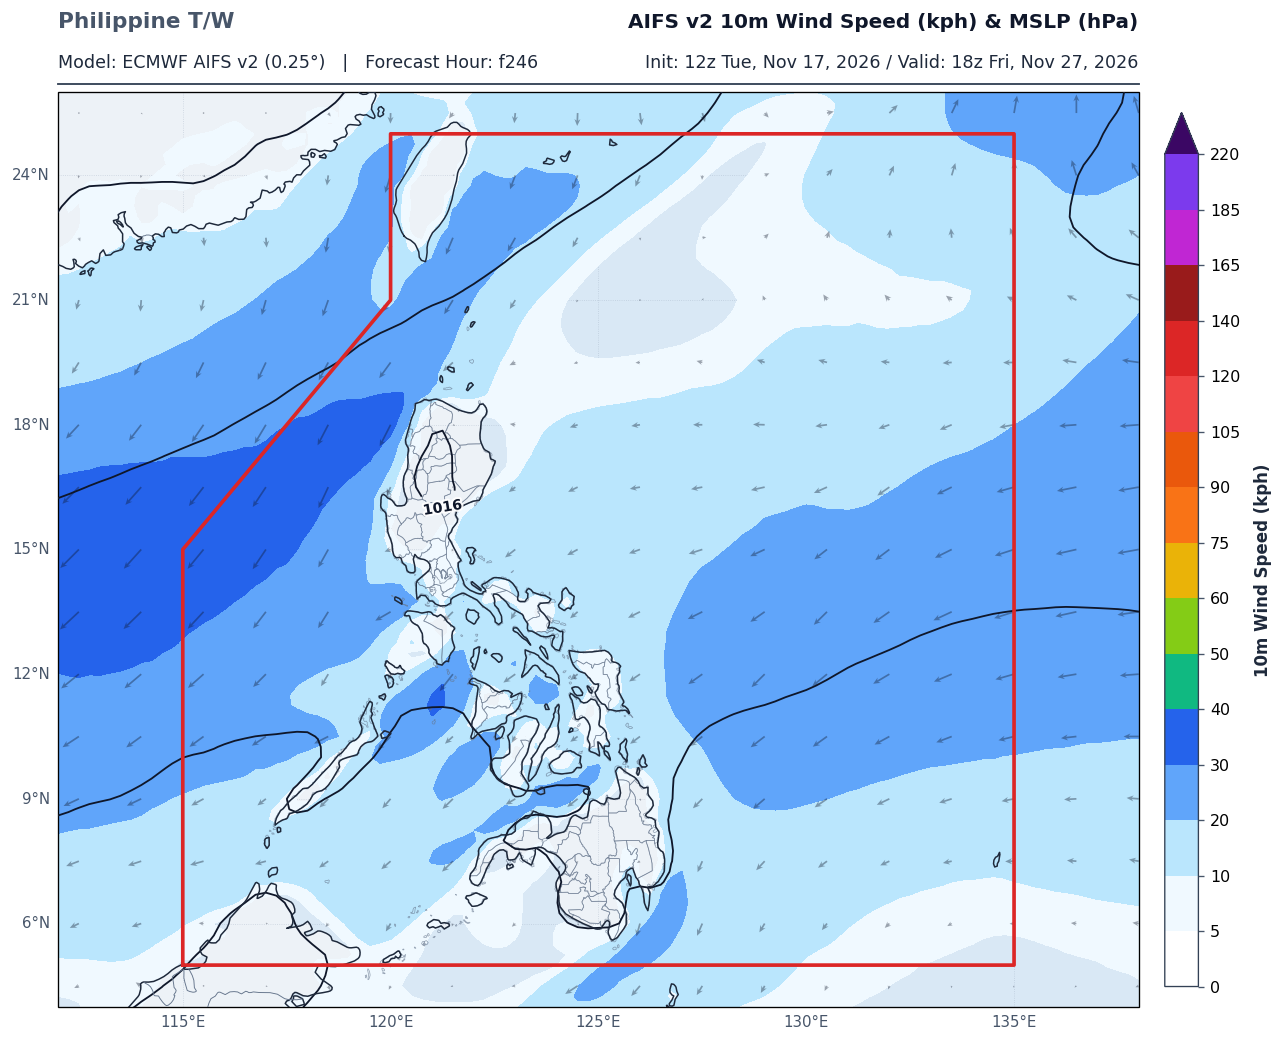 Philippine T/W
AIFS v2 10m Wind Speed (kph) & MSLP (hPa)
Model: ECMWF AIFS v2 (0.25°) | Forecast Hour: f246
Init: 12z Tue, Nov 17, 2026 / Valid: 18z Fri, Nov 27, 2026
24°N
21°N
18°N
15°N
12°N
9°N
6°N
1016
115°E
120°E
125°E
130°E
135°E
220
185
165
140
120
105
90
75
60
50
40
30
20
10
5
0
10m Wind Speed (kph)